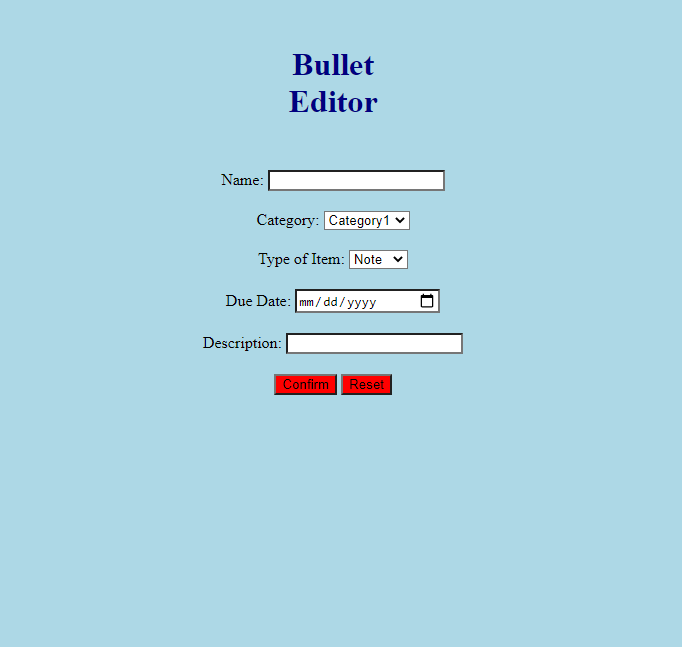 Bullet
Editor
Name:
Category: Category1
Type of Item: Note
Due Date: mm/dd/yyyy
Description:
Confirm Reset